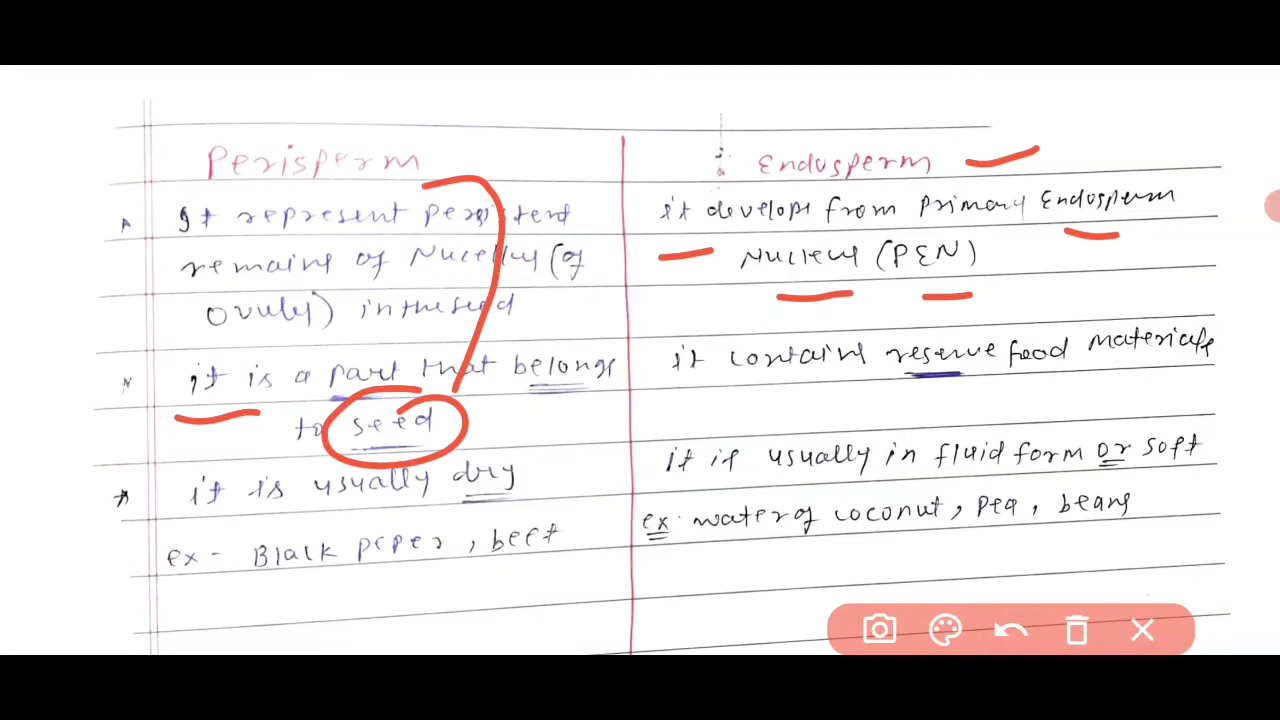 Perisperm
It represent persistent
remains of Nucellus (of
Ovules) in the seed
it is a part that belongs
to seed
it is usually dry
ex - Black peper, beet
Endosperm
it develops from Primary Endosperm
Nucleus (PEN)
it contains reserve food materials
it is usually in fluid form or soft
ex. water of coconut, pea, beans